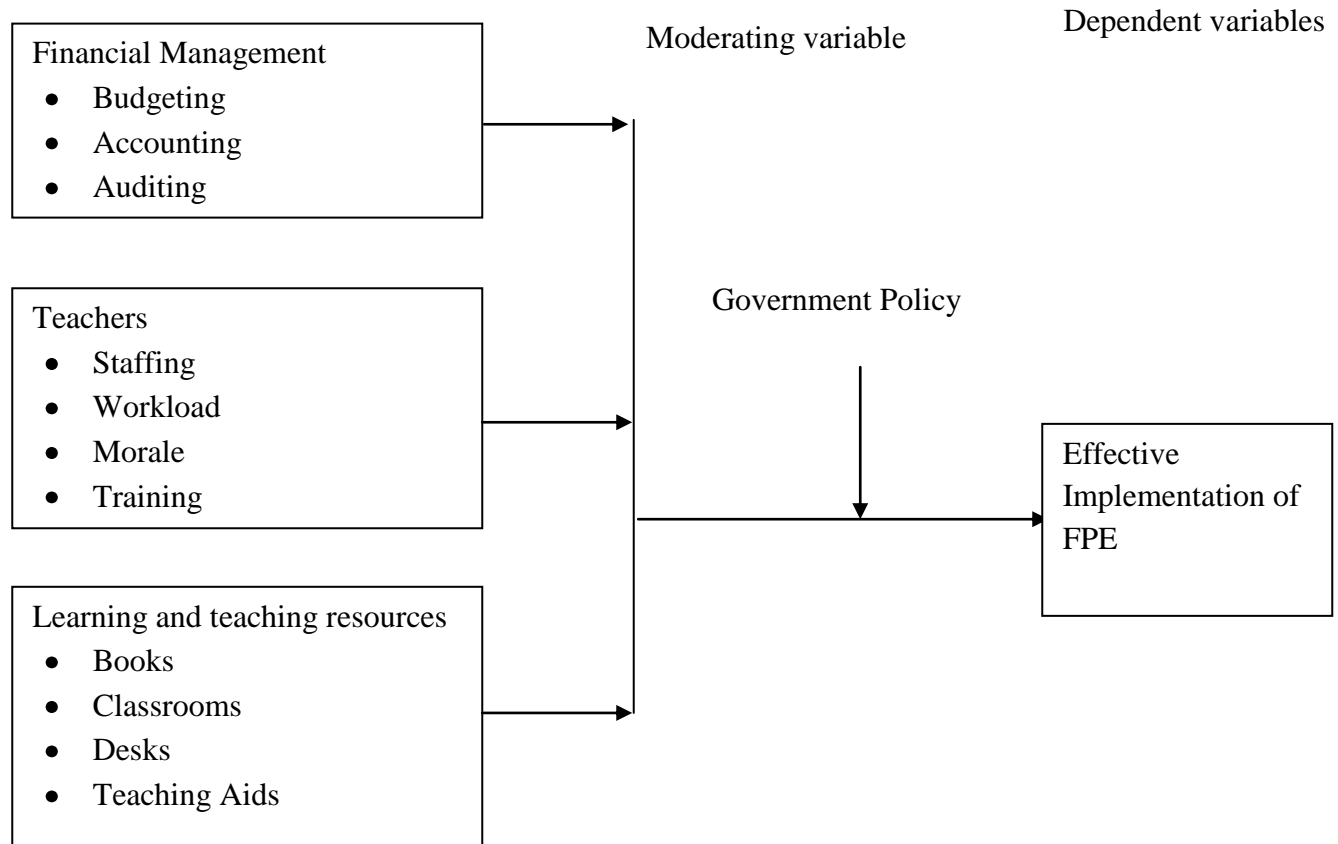 Dependent variables
Moderating variable
Financial Management
• Budgeting
• Accounting
• Auditing
Government Policy
Teachers
• Staffing
• Workload
• Morale
• Training
Effective
Implementation of
FPE
Learning and teaching resources
• Books
• Classrooms
• Desks
• Teaching Aids